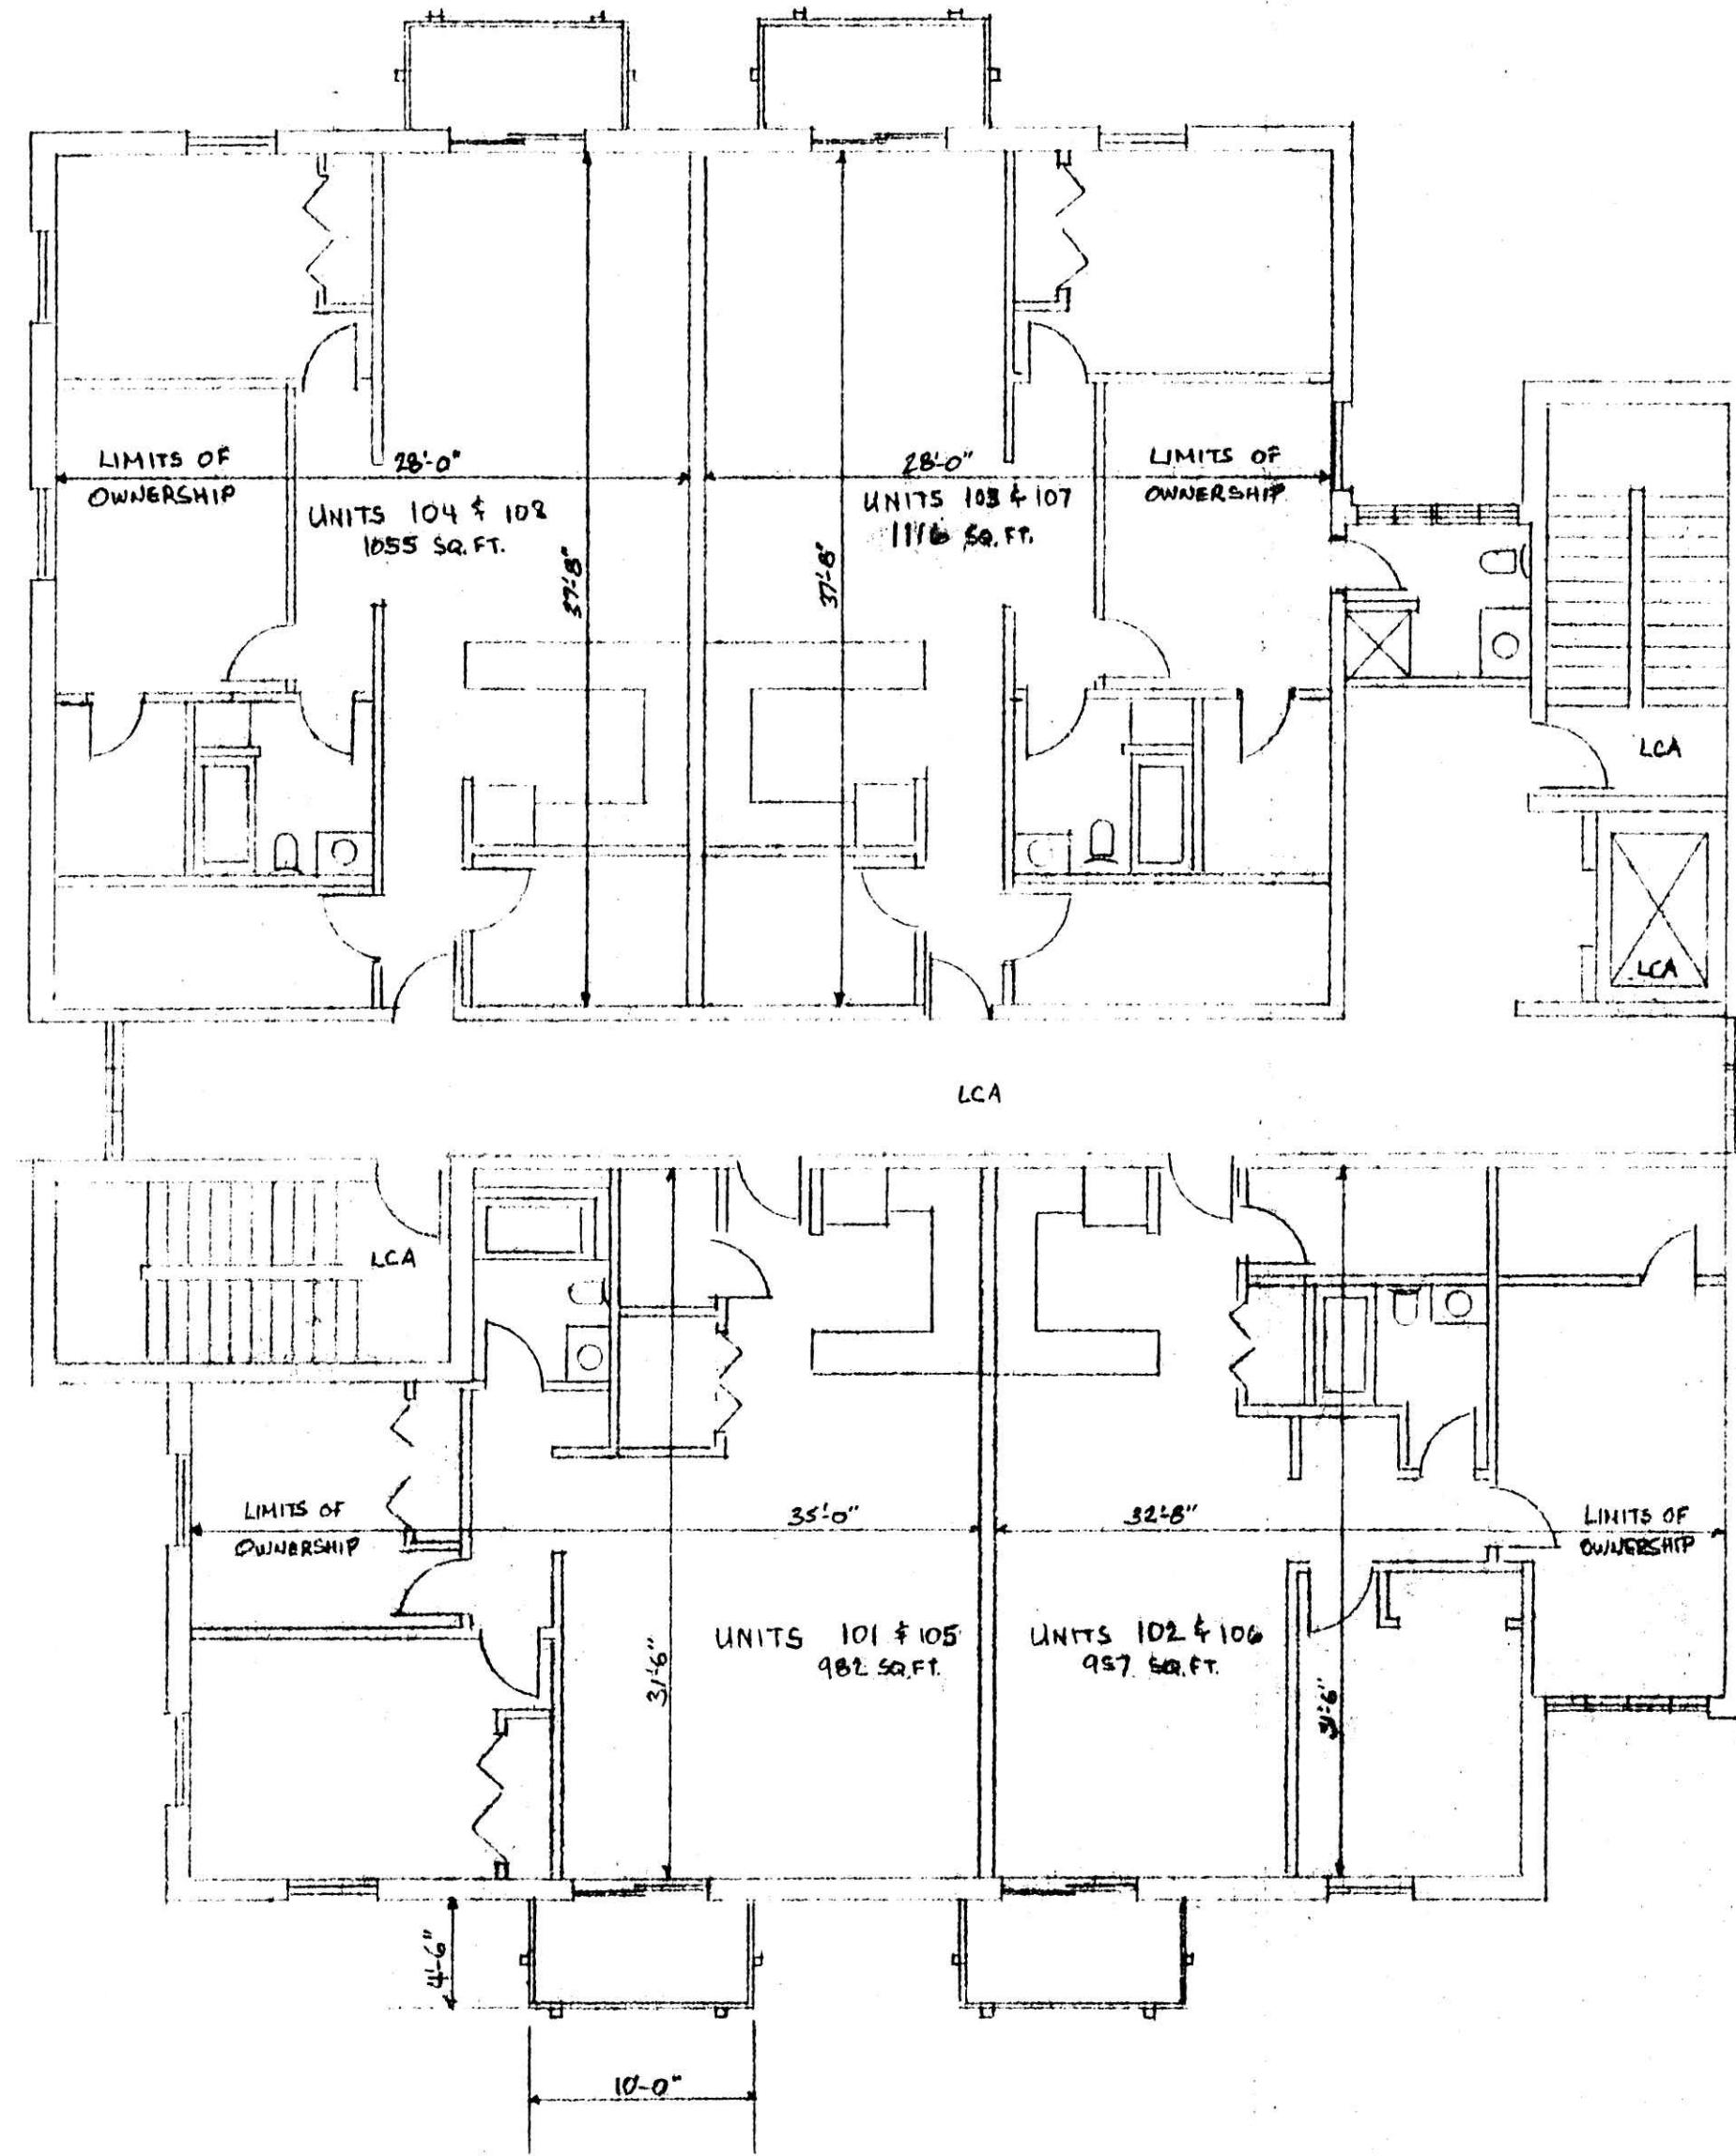 LIMITS OF
OWNERSHIP
28'-0"
UNITS 104 & 108
1055 SQ. FT.
37'-8"
28'-0"
UNITS 103 & 107
1116 SQ. FT.
37'-8"
LIMITS OF
OWNERSHIP
LCA
LCA
LCA
LCA
LIMITS OF
OWNERSHIP
35'-0"
UNITS 101 & 105
982 SQ. FT.
31'-6"
32'-8"
UNITS 102 & 106
957 SQ. FT.
31'-6"
LIMITS OF
OWNERSHIP
4'-6"
10'-0"